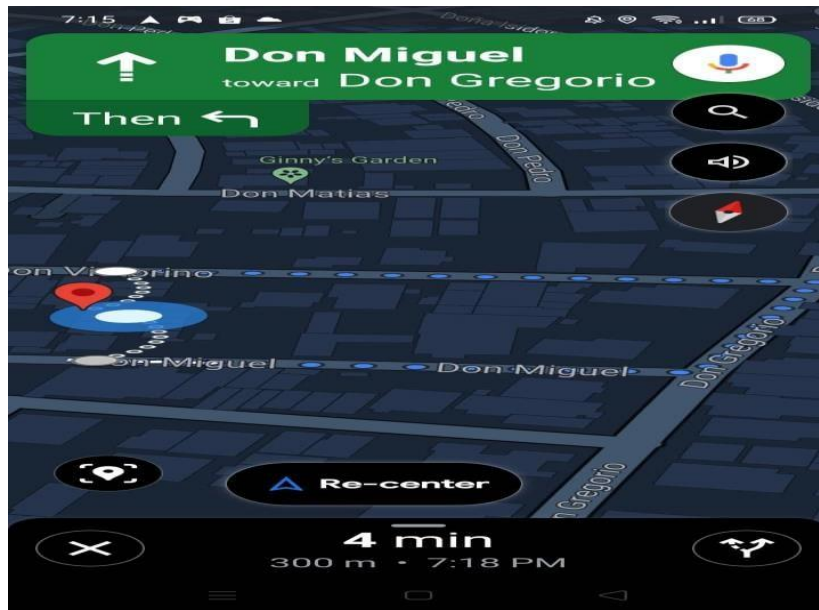 7:15
68
Don Miguel
toward Don Gregorio
Then
Don Pedro
Ginny's Garden
Don Matias
Don Miguel
Don Gregorio
Re-center
4 min
300 m • 7:18 PM